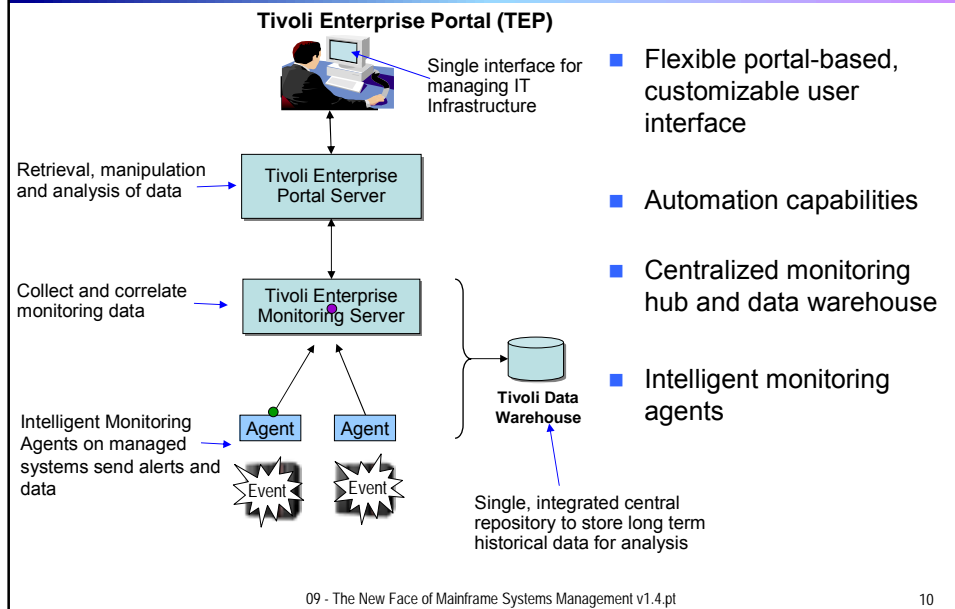 Tivoli Enterprise Portal (TEP)
Single interface for
managing IT
Infrastructure
Retrieval, manipulation
and analysis of data
Tivoli Enterprise
Portal Server
Collect and correlate
monitoring data
Tivoli Enterprise
Monitoring Server
Intelligent Monitoring
Agents on managed
systems send alerts and
data
Agent
Agent
Event
Event
Tivoli Data
Warehouse
Single, integrated central
repository to store long term
historical data for analysis
Flexible portal-based,
customizable user
interface
Automation capabilities
Centralized monitoring
hub and data warehouse
Intelligent monitoring
agents
09 - The New Face of Mainframe Systems Management v1.4.pt
10